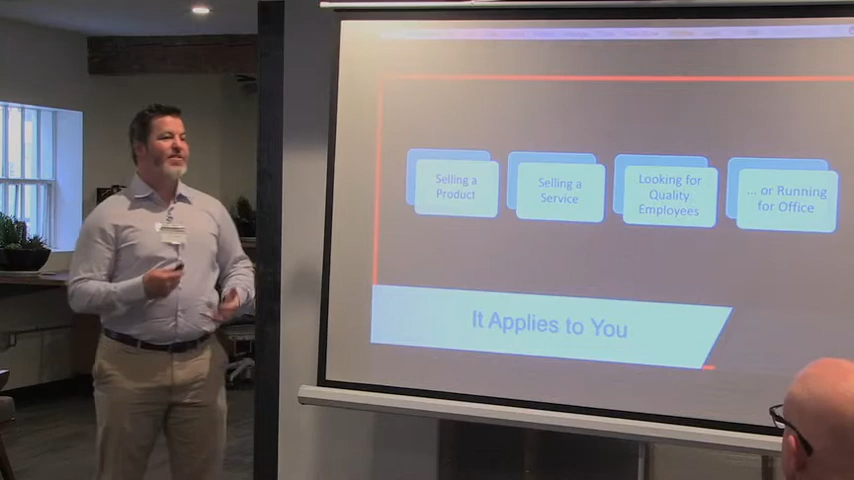 Selling a
Product
Selling a
Service
Looking for
Quality
Employees
... or Running
for Office
It Applies to You